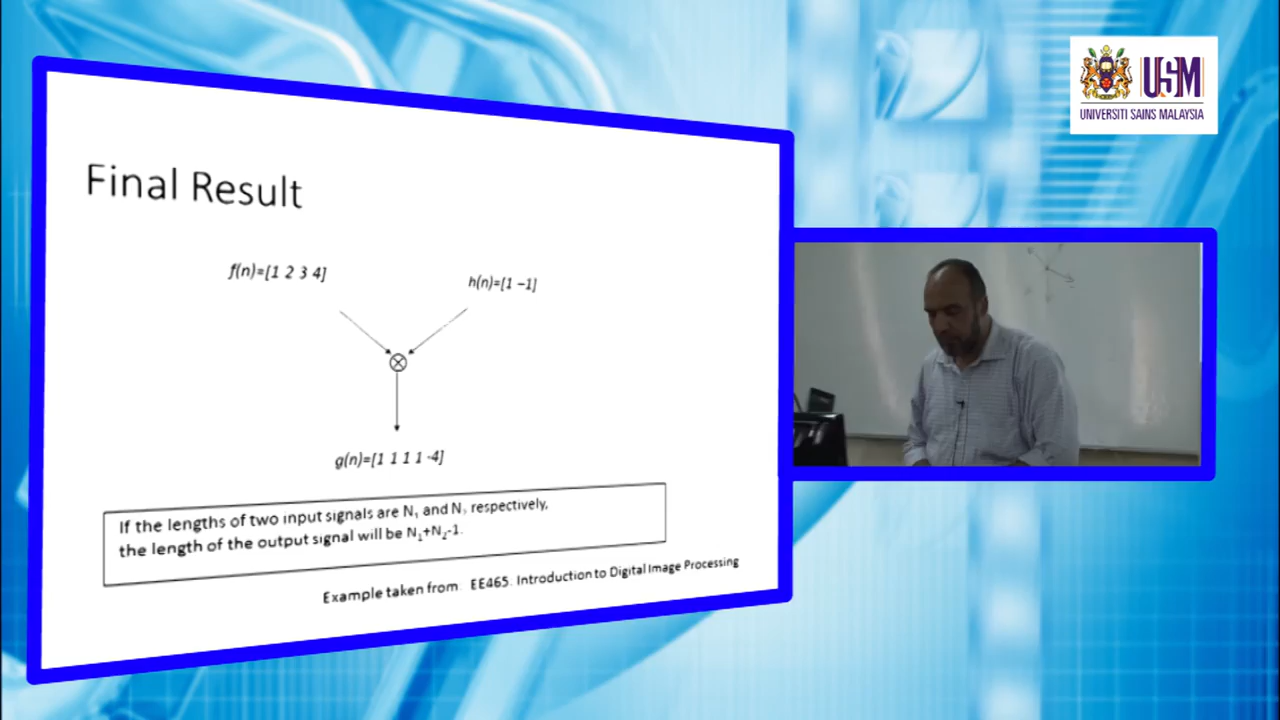 USM
UNIVERSITI SAINS MALAYSIA
Final Result
f(n)=[1 2 3 4]
h(n)=[1 −1]
g(n)=[1 1 1 1 -4]
If the lengths of two input signals are N₁ and N₂ respectively,
the length of the output signal will be N₁+N₂-1.
Example taken from EE465. Introduction to Digital Image Processing